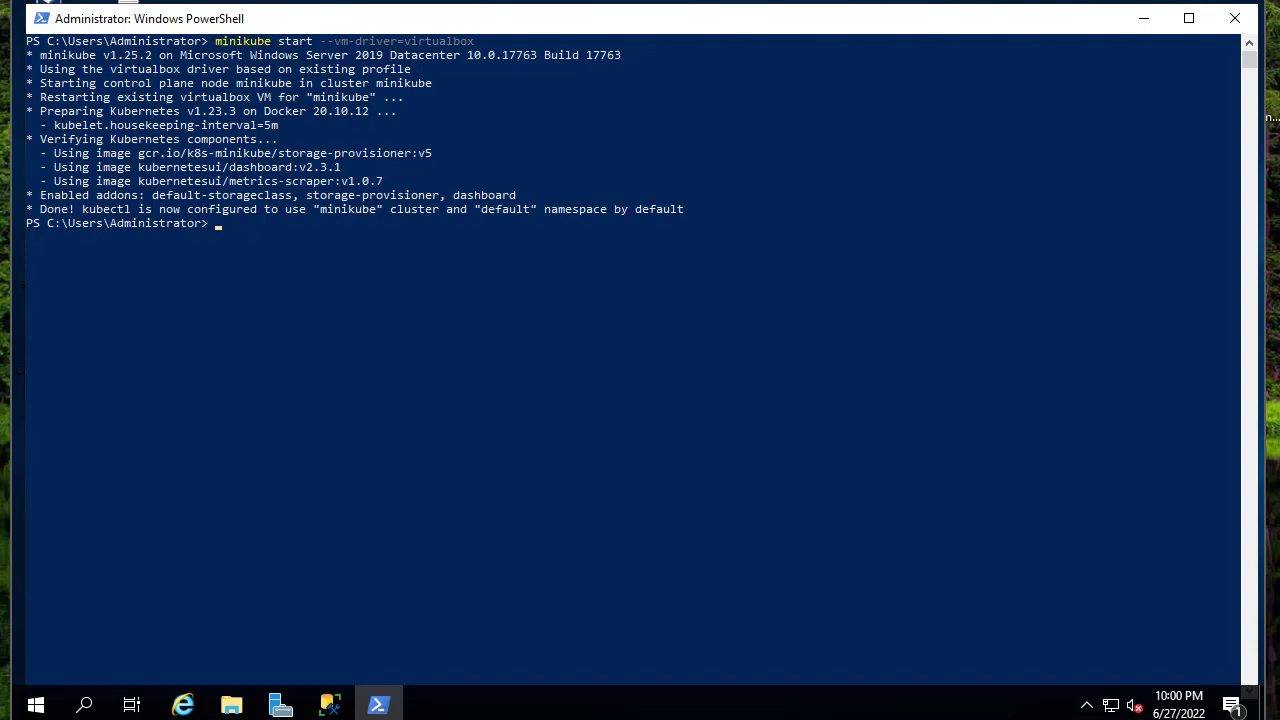 Administrator: Windows PowerShell
PS C:\Users\Administrator> minikube start --vm-driver=virtualbox
* minikube v1.25.2 on Microsoft Windows Server 2019 Datacenter 10.0.17763 Build 17763
* Using the virtualbox driver based on existing profile
* Starting control plane node minikube in cluster minikube
* Restarting existing virtualbox VM for "minikube" ...
* Preparing Kubernetes v1.23.3 on Docker 20.10.12 ...
- kubelet.housekeeping-interval=5m
* Verifying Kubernetes components...
- Using image gcr.io/k8s-minikube/storage-provisioner:v5
- Using image kubernetesui/dashboard:v2.3.1
- Using image kubernetesui/metrics-scraper:v1.0.7
* Enabled addons: default-storageclass, storage-provisioner, dashboard
* Done! kubectl is now configured to use "minikube" cluster and "default" namespace by default
PS C:\Users\Administrator>
10:00 PM
6/27/2022
1